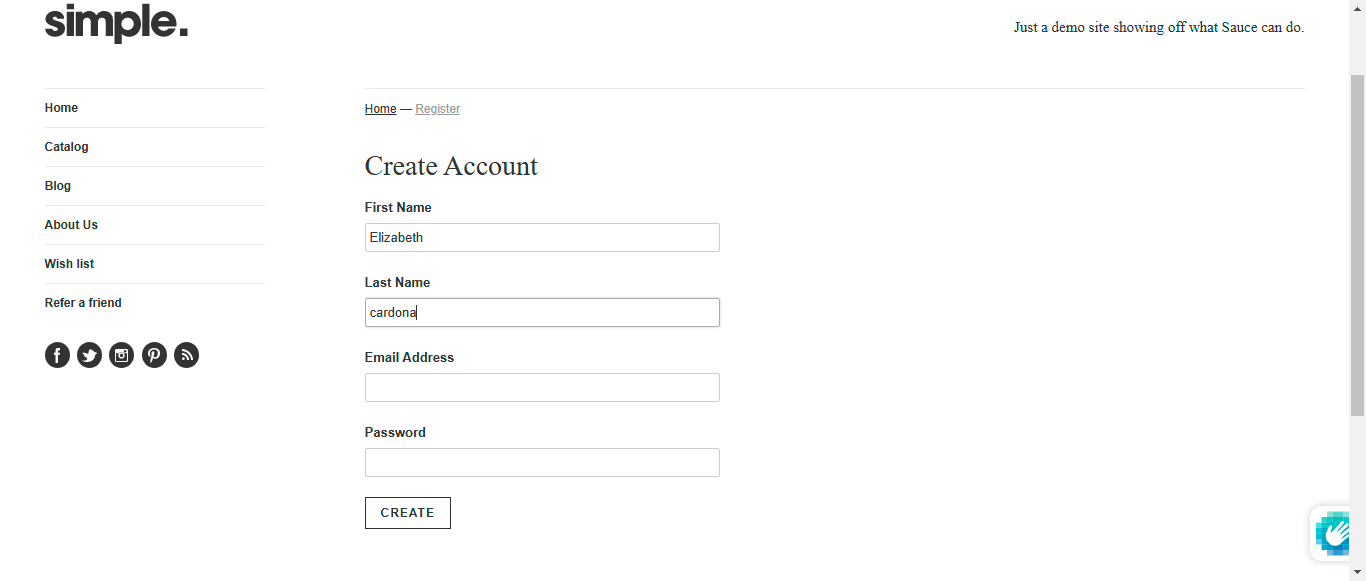 simple.
Just a demo site showing off what Sauce can do.
Home
Catalog
Blog
About Us
Wish list
Refer a friend
Home — Register
Create Account
First Name
Elizabeth
Last Name
cardona
Email Address
Password
CREATE